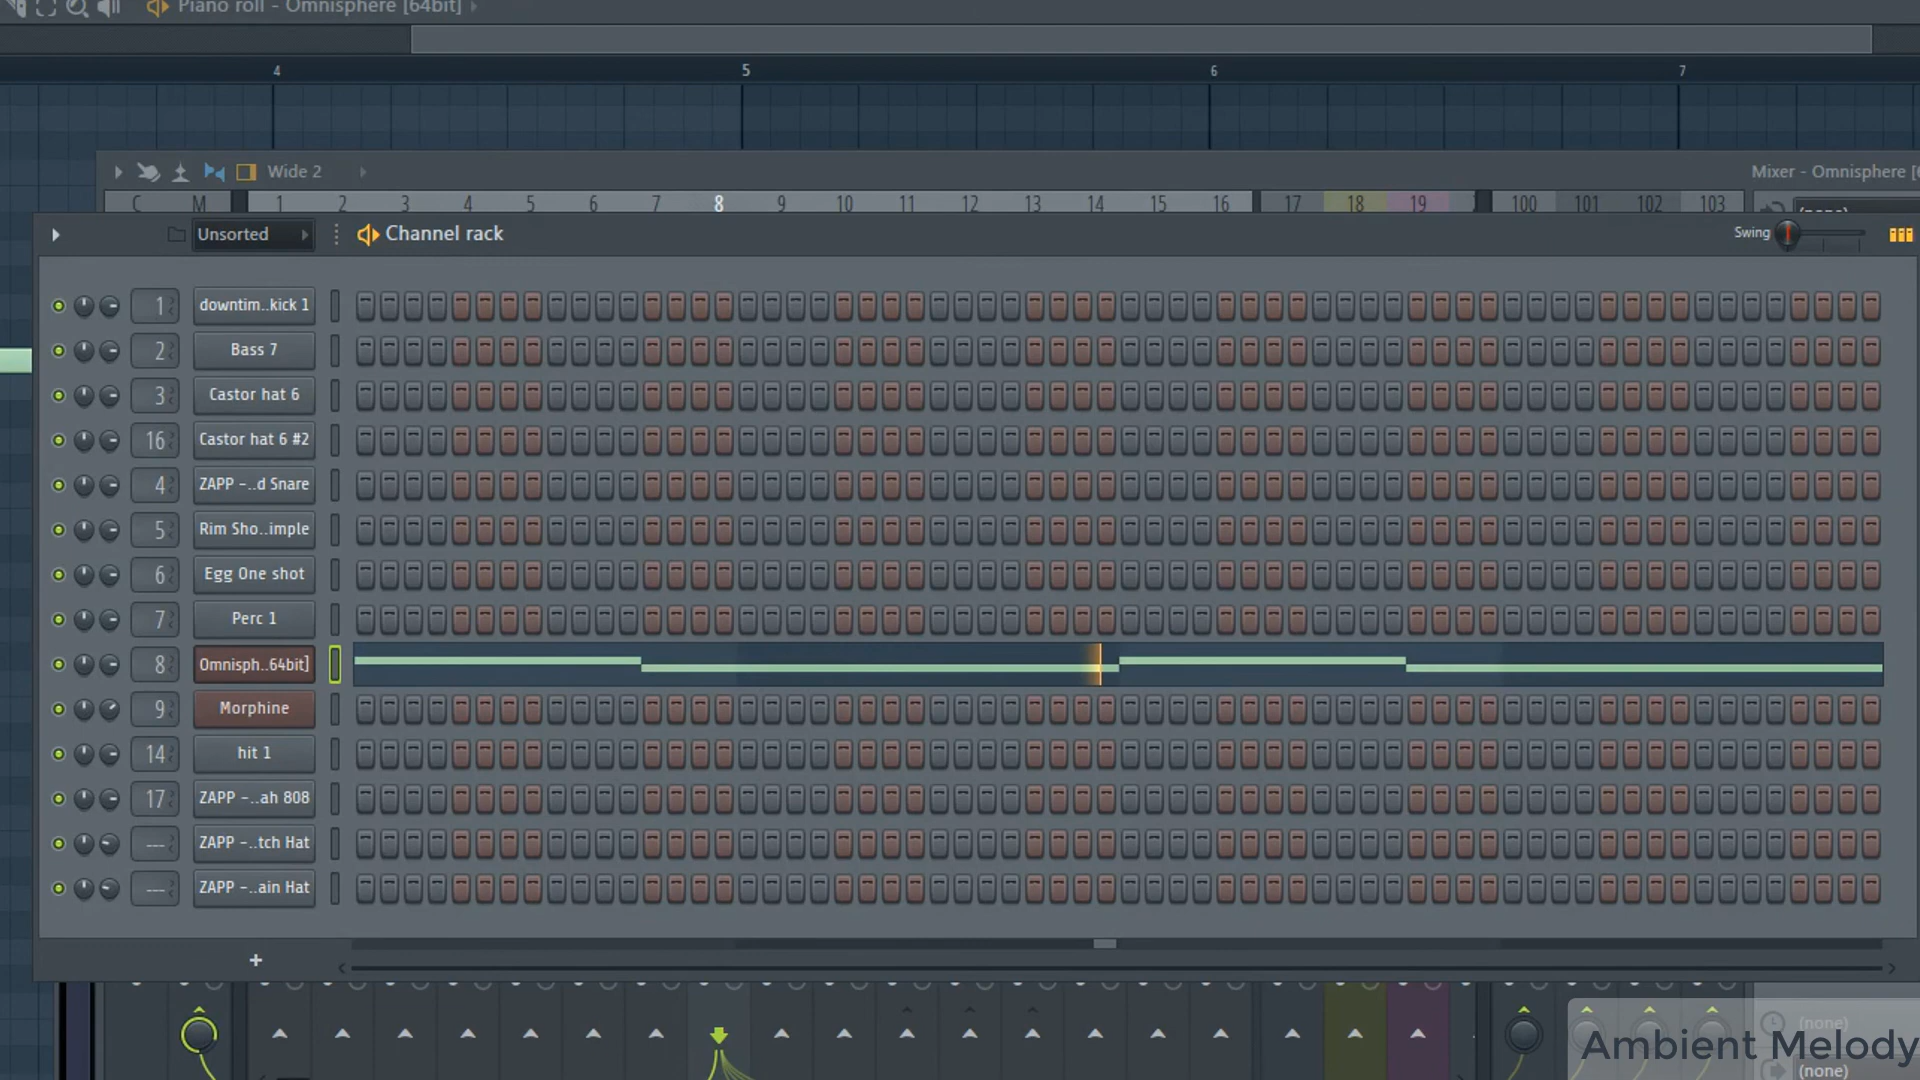 Piano roll - Omnisphere [64bit]
4 5 6 7
Wide 2
Mixer - Omnisphere [6
C M 1 2 3 4 5 6 7 8 9 10 11 12 13 14 15 16 17 18 19 100 101 102 103
(none)
Unsorted
Channel rack
Swing
1 downtim..kick 1
2 Bass 7
3 Castor hat 6
16 Castor hat 6 #2
4 ZAPP -..d Snare
5 Rim Sho..imple
6 Egg One shot
7 Perc 1
8 Omnisph..64bit]
9 Morphine
14 hit 1
17 ZAPP -..ah 808
--- ZAPP -..tch Hat
--- ZAPP -..ain Hat
+
(none)
Ambient Melody
(none)